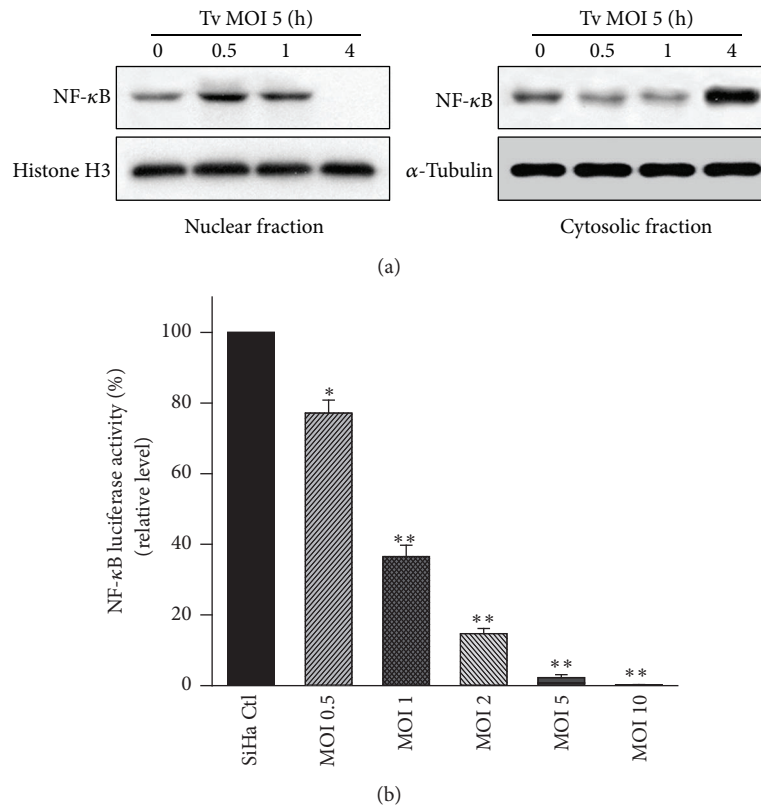 Tv MOI 5 (h)
0 0.5 1 4
NF-κB
Histone H3
Nuclear fraction
Tv MOI 5 (h)
0 0.5 1 4
NF-κB
α-Tubulin
Cytosolic fraction
(a)
NF-κB luciferase activity (%)
(relative level)
100
80
60
40
20
0
*
**
**
**
**
SiHa Ctl
MOI 0.5
MOI 1
MOI 2
MOI 5
MOI 10
(b)